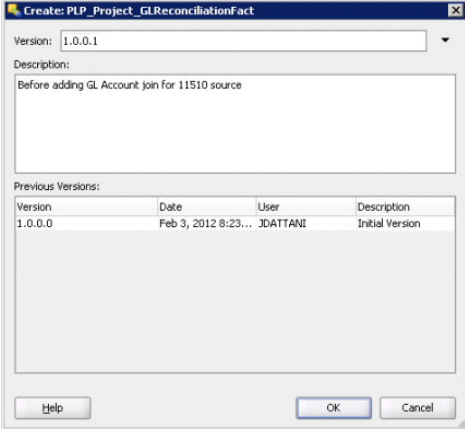 Create: PLP_Project_GLReconciliationFact
Version: 1.0.0.1
Description:
Before adding GL Account join for 11510 source
Previous Versions:
Version Date User Description
1.0.0.0 Feb 3, 2012 8:23... JDATTANI Initial Version
Help OK Cancel